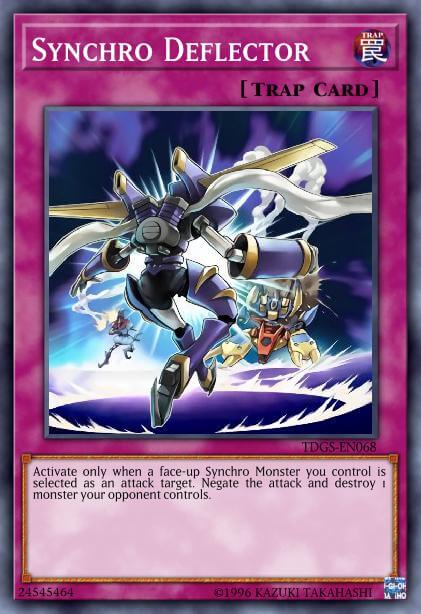 Synchro Deflector
TRAP
罠
[Trap Card]
TDGS-EN068
Activate only when a face-up Synchro Monster you control is
selected as an attack target. Negate the attack and destroy 1
monster your opponent controls.
24545464
©1996 KAZUKI TAKAHASHI